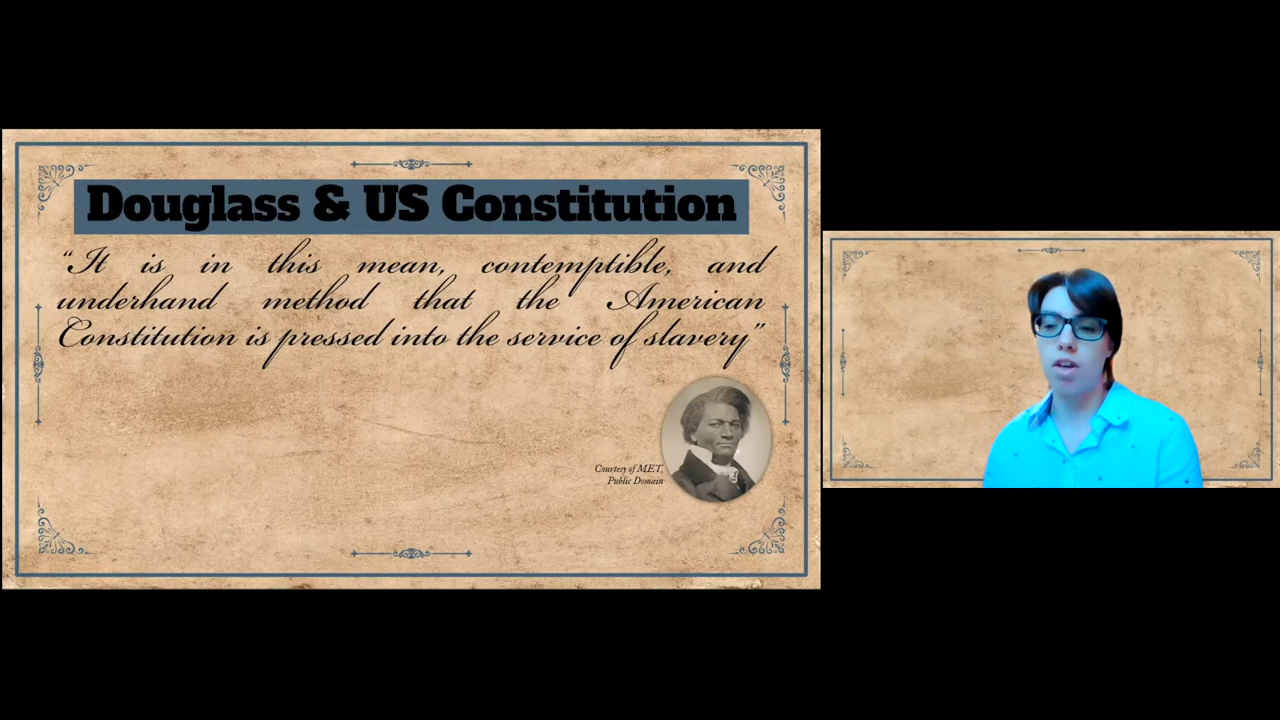 Douglass & US Constitution
“It is in this mean, contemptible, and
underhand method that the American
Constitution is pressed into the service of slavery”
Courtesy of MET,
Public Domain